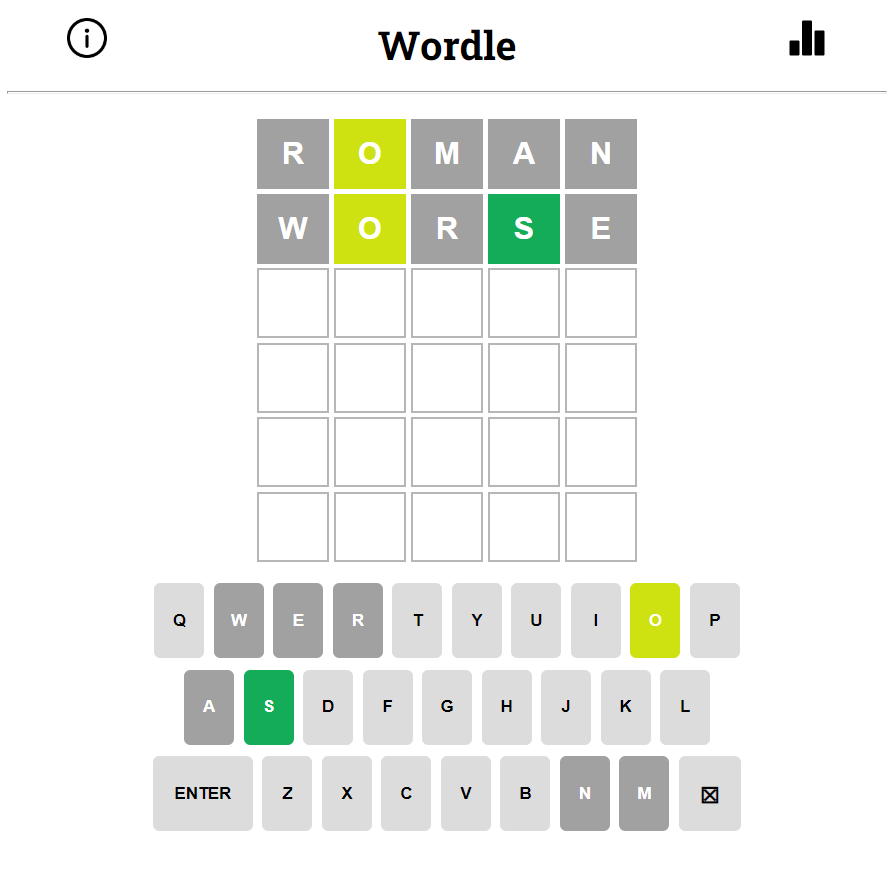 Wordle
R O M A N
W O R S E
Q W E R T Y U I O P
A S D F G H J K L
ENTER Z X C V B N M